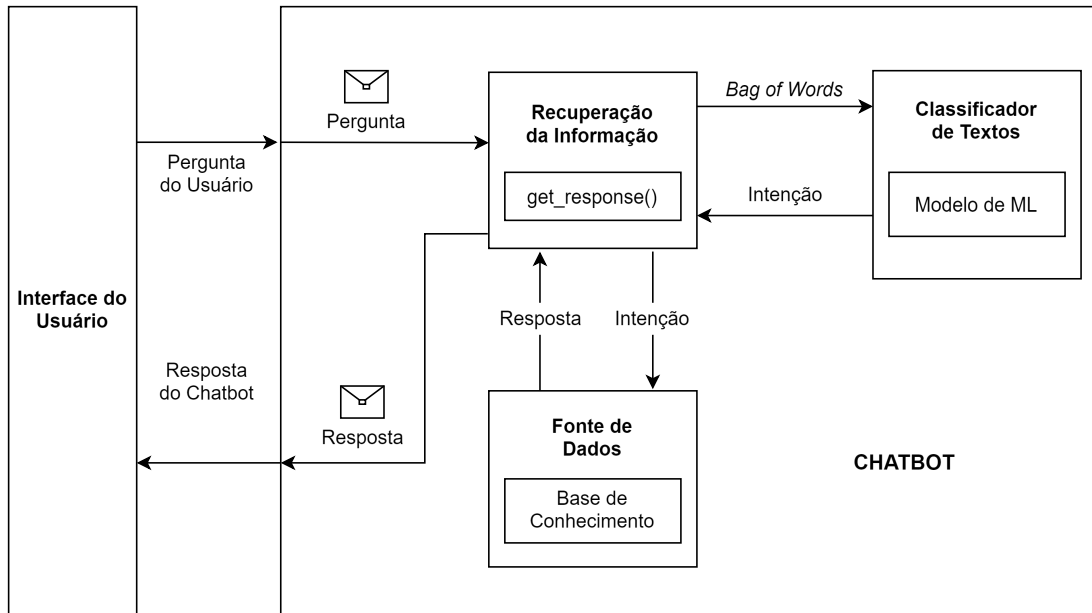 Interface do
Usuário
Pergunta
do Usuário
Resposta
do Chatbot
Pergunta
Recuperação
da Informação
get_response()
Bag of Words
Classificador
de Textos
Modelo de ML
Intenção
Resposta
Intenção
Resposta
Fonte de
Dados
Base de
Conhecimento
CHATBOT